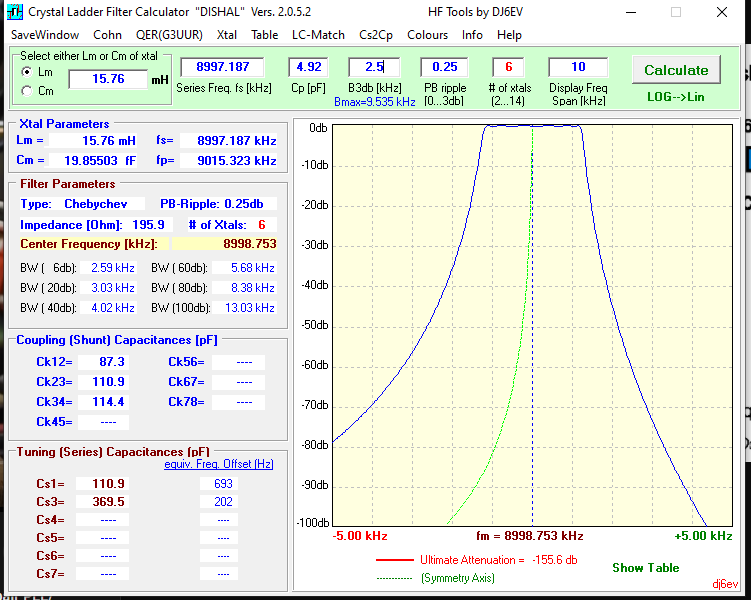 Crystal Ladder Filter Calculator "DISHAL" Vers. 2.0.5.2 HF Tools by DJ6EV
SaveWindow Cohn QER(G3UUR) Xtal Table LC-Match Cs2Cp Colours Info Help
Select either Lm or Cm of xtal
Lm
Cm
15.76 mH
8997.187
Series Freq. fs [kHz]
4.92
Cp [pF]
2.5
B3db [kHz]
Bmax=9.535 kHz
0.25
PB ripple
[0...3db]
6
# of xtals
(2...14)
10
Display Freq
Span [kHz]
Calculate
LOG-->Lin
Xtal Parameters
Lm = 15.76 mH fs= 8997.187 kHz
Cm = 19.85503 fF fp= 9015.323 kHz
Filter Parameters
Type: Chebychev PB-Ripple: 0.25db
Impedance [Ohm]: 195.9 # of Xtals: 6
Center Frequency [kHz]: 8998.753
BW ( 6db): 2.59 kHz BW ( 60db): 5.68 kHz
BW ( 20db): 3.03 kHz BW ( 80db): 8.38 kHz
BW ( 40db): 4.02 kHz BW (100db): 13.03 kHz
Coupling (Shunt) Capacitances [pF]
Ck12= 87.3 Ck56= ----
Ck23= 110.9 Ck67= ----
Ck34= 114.4 Ck78= ----
Ck45= ----
Tuning (Series) Capacitances [pF]
equiv. Freq. Offset [Hz]
Cs1= 110.9 693
Cs3= 369.5 202
Cs4= ---- ----
Cs5= ---- ----
Cs6= ---- ----
Cs7= ---- ----
0db
-10db
-20db
-30db
-40db
-50db
-60db
-70db
-80db
-90db
-100db
-5.00 kHz fm = 8998.753 kHz +5.00 kHz
Ultimate Attenuation = -155.6 db
(Symmetry Axis)
Show Table
dj6ev